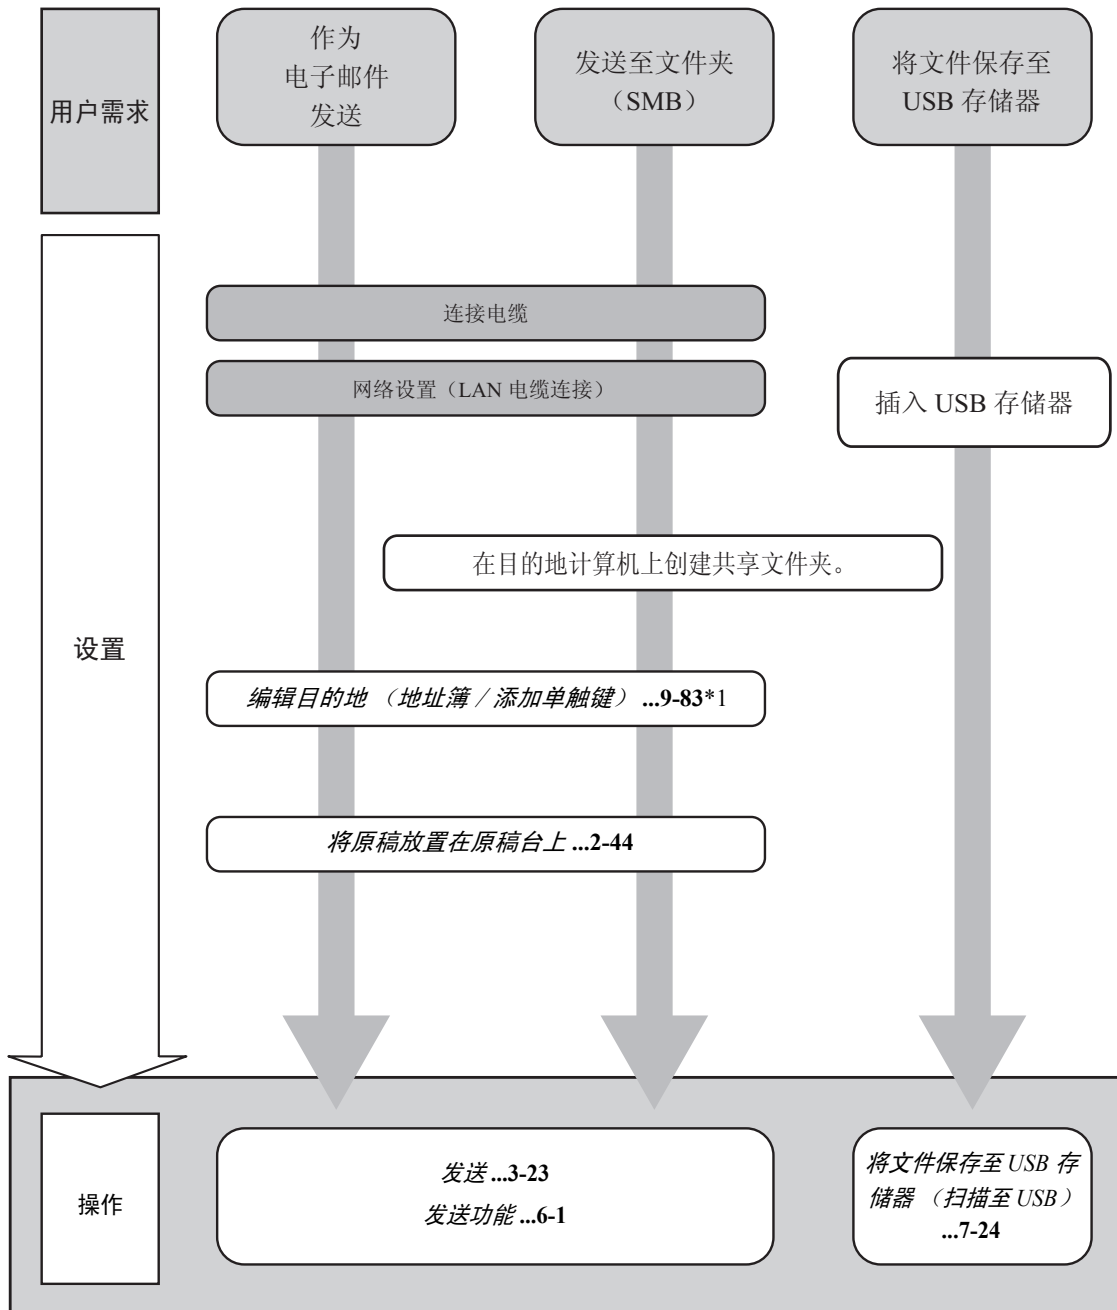 用户需求
作为
电子邮件
发送
发送至文件夹
（SMB）
将文件保存至
USB 存储器
连接电缆
网络设置（LAN 电缆连接）
插入 USB 存储器
在目的地计算机上创建共享文件夹。
设置
编辑目的地 （地址簿／添加单触键） ...9-83*1
将原稿放置在原稿台上 ...2-44
操作
发送 ...3-23
发送功能 ...6-1
将文件保存至 USB 存
储器 （扫描至 USB）
...7-24